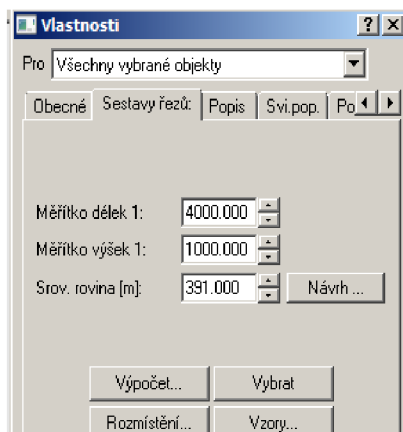 Vlastnosti
Pro Všechny vybrané objekty
Obecné Sestavy řezů: Popis Svi.pop. Po
Měřítko délek 1: 4000.000
Měřítko výšek 1: 1000.000
Srov. rovina [m]: 391.000 Návrh ...
Výpočet... Vybrat
Rozmístění... Vzory...